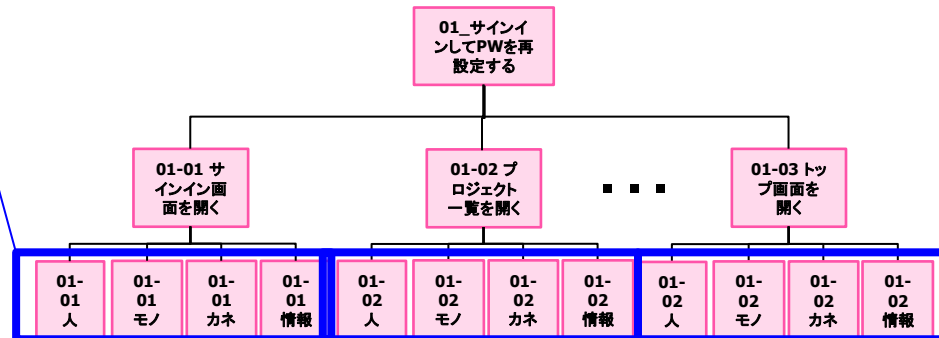 01_サインイ
ンしてPWを再
設定する
01-01 サ
インイン画
面を開く
01-02 プ
ロジェクト
一覧を開く
■ ■ ■
01-03 トッ
プ画面を
開く
01-
01
人
01-
01
モノ
01-
01
カネ
01-
01
情報
01-
02
人
01-
02
モノ
01-
02
カネ
01-
02
情報
01-
02
人
01-
02
モノ
01-
02
カネ
01-
02
情報